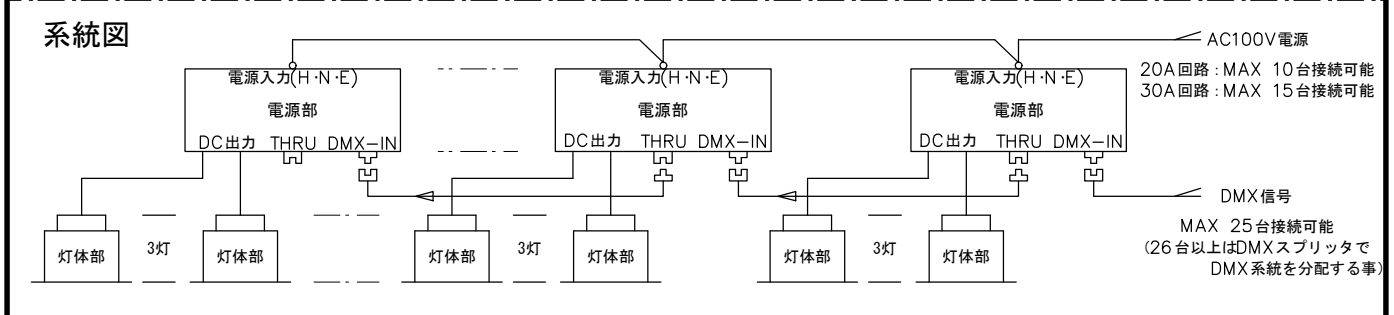 系統図
AC100V電源
20A回路:MAX 10台接続可能
30A回路:MAX 15台接続可能
電源入力(H・N・E)
電源部
DC出力 THRU DMX-IN
電源入力(H・N・E)
電源部
DC出力 THRU DMX-IN
電源入力(H・N・E)
電源部
DC出力 THRU DMX-IN
DMX信号
MAX 25台接続可能
(26台以上はDMXスプリッタで
DMX系統を分配する事)
灯体部 3灯 灯体部
灯体部 3灯 灯体部
灯体部 3灯 灯体部